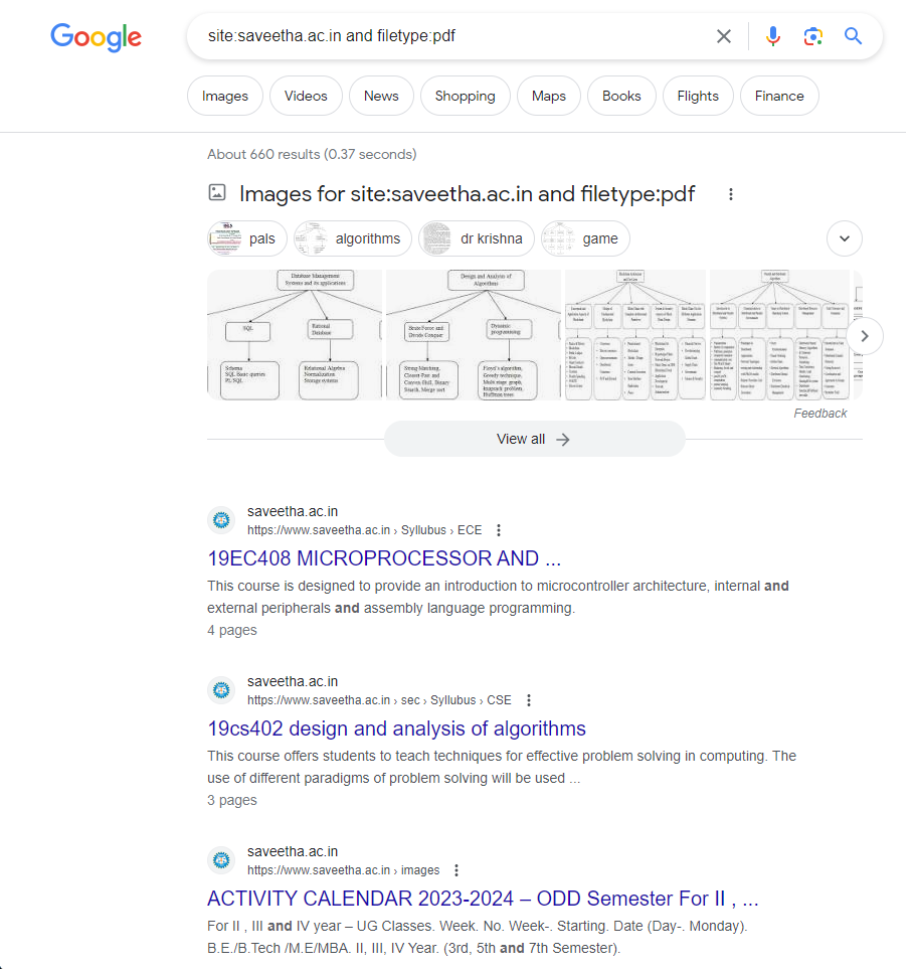 Google
site:saveetha.ac.in and filetype:pdf
Images
Videos
News
Shopping
Maps
Books
Flights
Finance
About 660 results (0.37 seconds)
Images for site:saveetha.ac.in and filetype:pdf
pals
algorithms
dr krishna
game
Database Management
Systems and its applications
SQL
Rational
Database
Schema
SQL Basic queries
PL SQL
Relational Algebra
Normalization
Storage systems
Design and Analysis of
Algorithms
Brute Force and
Divide Conquer
Dynamic
programming
String Matching,
Closest-Pair and
Convex-Hull, Binary
Search, Merge sort
Floyd's algorithm,
Greedy technique,
Multi stage graph,
knapsack problem,
Huffman trees
Feedback
View all
saveetha.ac.in
https://www.saveetha.ac.in › Syllubus › ECE
19EC408 MICROPROCESSOR AND ...
This course is designed to provide an introduction to microcontroller architecture, internal and
external peripherals and assembly language programming.
4 pages
saveetha.ac.in
https://www.saveetha.ac.in › sec › Syllubus › CSE
19cs402 design and analysis of algorithms
This course offers students to teach techniques for effective problem solving in computing. The
use of different paradigms of problem solving will be used ...
3 pages
saveetha.ac.in
https://www.saveetha.ac.in › images
ACTIVITY CALENDAR 2023-2024 – ODD Semester For II , ...
For II , III and IV year – UG Classes. Week. No. Week-. Starting. Date (Day-. Monday).
B.E./B.Tech /M.E/MBA. II, III, IV Year. (3rd, 5th and 7th Semester).